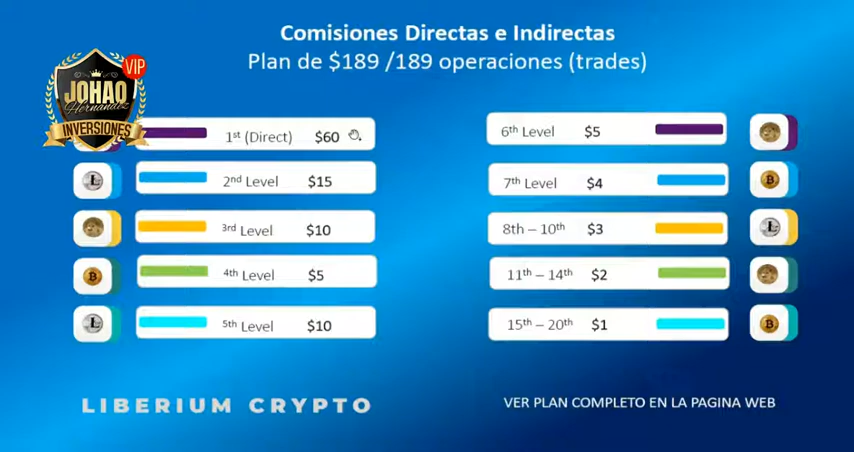 Comisiones Directas e Indirectas
Plan de $189 /189 operaciones (trades)
VIP
JOHAO
Hernández
INVERSIONES
1st (Direct) $60
2nd Level $15
3rd Level $10
4th Level $5
5th Level $10
6th Level $5
7th Level $4
8th – 10th $3
11th – 14th $2
15th – 20th $1
LIBERIUM CRYPTO
VER PLAN COMPLETO EN LA PAGINA WEB